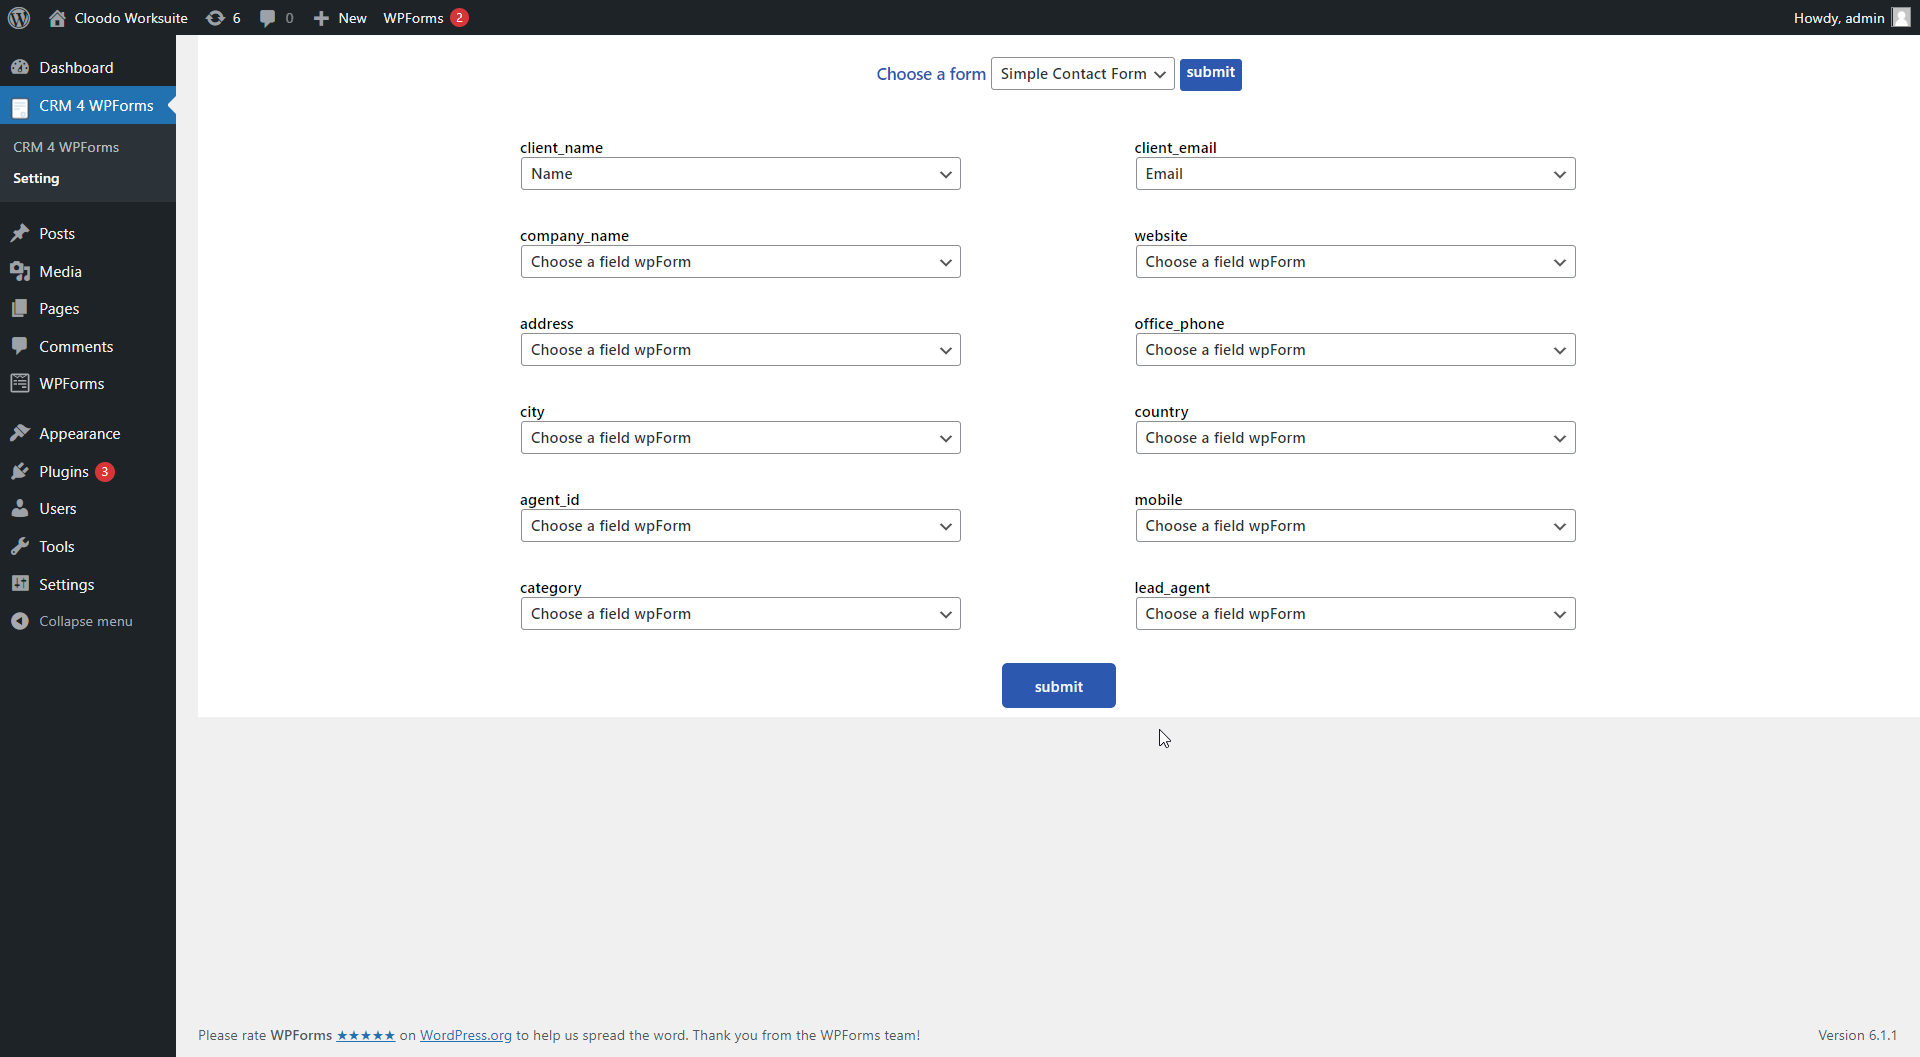 Cloodo Worksuite 6 0 New WPForms 2 Howdy, admin
Dashboard
CRM 4 WPForms
CRM 4 WPForms
Setting
Posts
Media
Pages
Comments
WPForms
Appearance
Plugins 3
Users
Tools
Settings
Collapse menu
Choose a form Simple Contact Form submit
client_name
Name
client_email
Email
company_name
Choose a field wpForm
website
Choose a field wpForm
address
Choose a field wpForm
office_phone
Choose a field wpForm
city
Choose a field wpForm
country
Choose a field wpForm
agent_id
Choose a field wpForm
mobile
Choose a field wpForm
category
Choose a field wpForm
lead_agent
Choose a field wpForm
submit
Please rate WPForms ★★★★★ on WordPress.org to help us spread the word. Thank you from the WPForms team!
Version 6.1.1